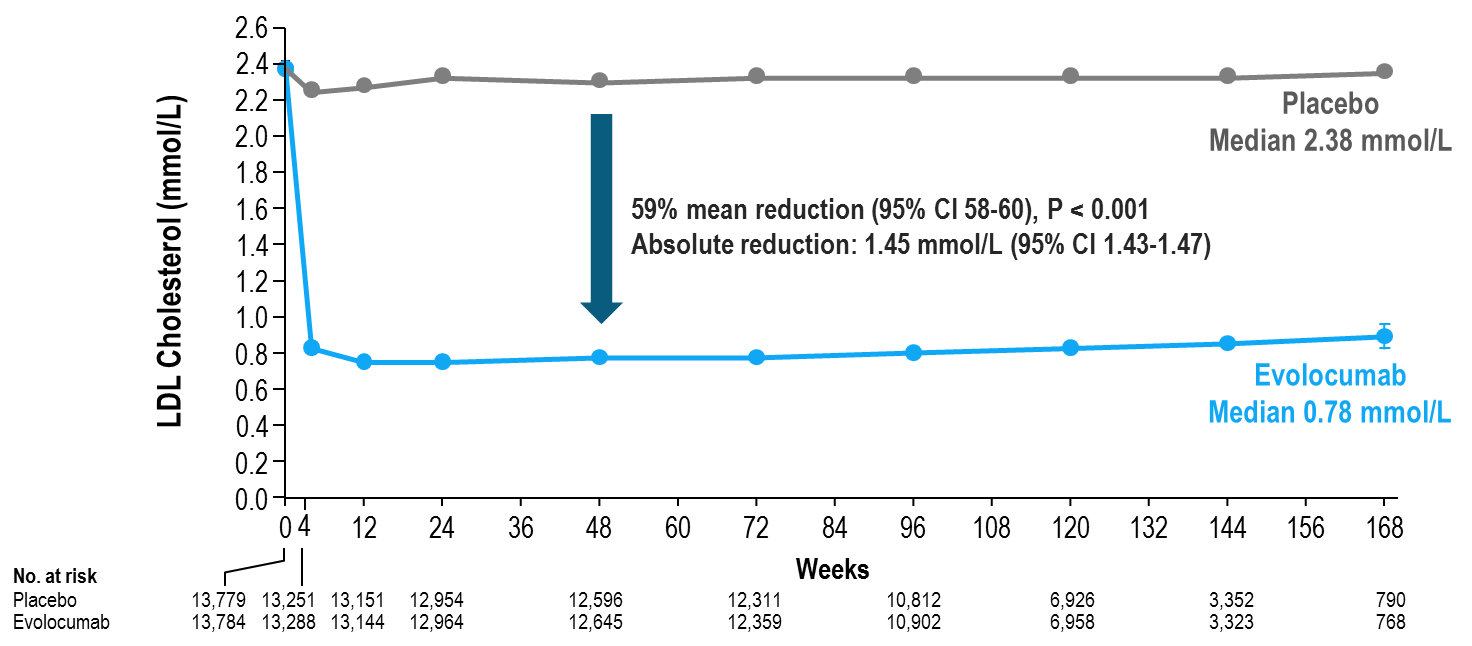 LDL Cholesterol (mmol/L)
2.6
2.4
2.2
2.0
1.8
1.6
1.4
1.2
1.0
0.8
0.6
0.4
0.2
0.0
Placebo
Median 2.38 mmol/L
59% mean reduction (95% CI 58-60), P < 0.001
Absolute reduction: 1.45 mmol/L (95% CI 1.43-1.47)
Evolocumab
Median 0.78 mmol/L
0 4 12 24 36 48 60 72 84 96 108 120 132 144 156 168
Weeks
No. at risk
Placebo 13,779 13,251 13,151 12,954 12,596 12,311 10,812 6,926 3,352 790
Evolocumab 13,784 13,288 13,144 12,964 12,645 12,359 10,902 6,958 3,323 768